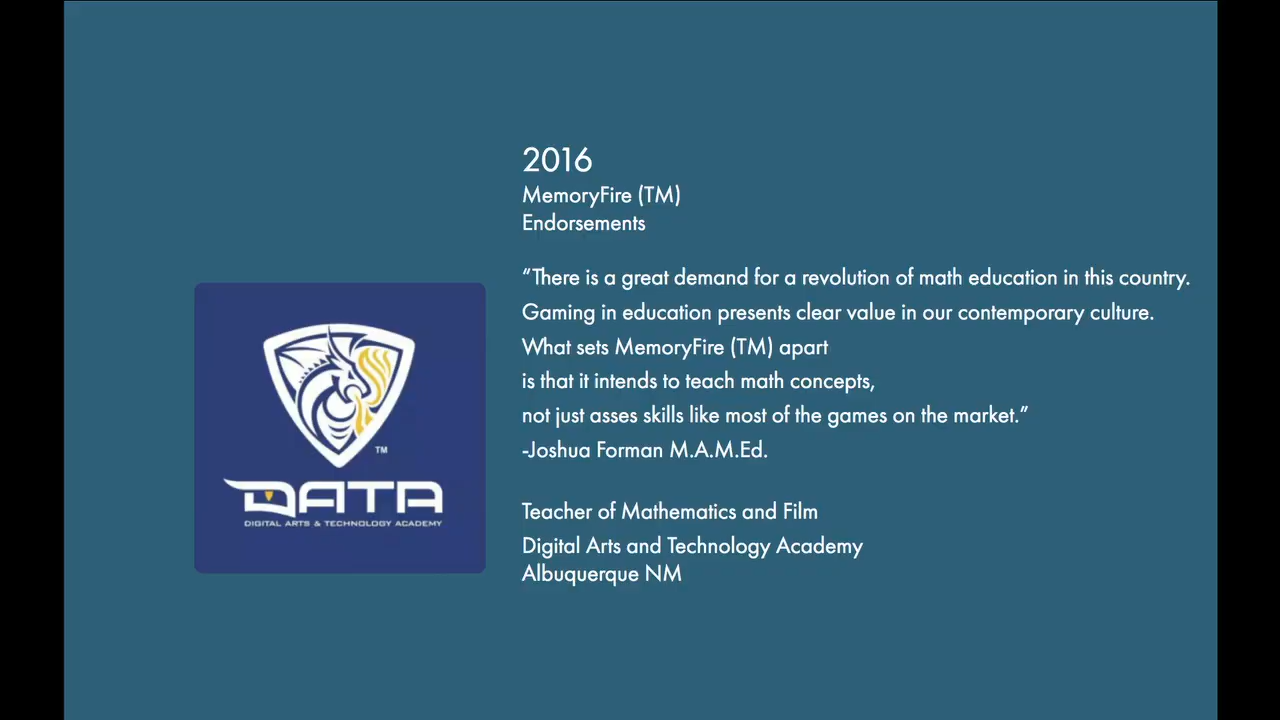 2016
MemoryFire (TM)
Endorsements
“There is a great demand for a revolution of math education in this country.
Gaming in education presents clear value in our contemporary culture.
What sets MemoryFire (TM) apart
is that it intends to teach math concepts,
not just asses skills like most of the games on the market.”
-Joshua Forman M.A.M.Ed.
Teacher of Mathematics and Film
Digital Arts and Technology Academy
Albuquerque NM
TM
DATA
DIGITAL ARTS & TECHNOLOGY ACADEMY